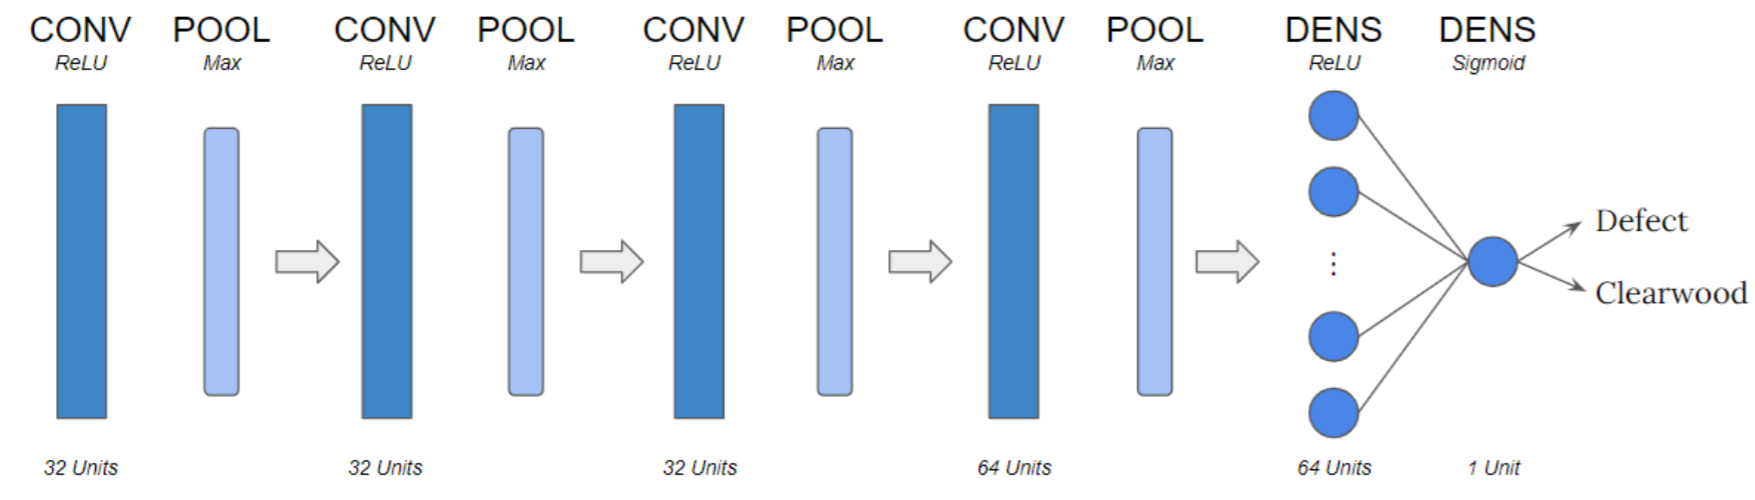 CONV POOL CONV POOL CONV POOL CONV POOL DENS DENS
ReLU Max ReLU Max ReLU Max ReLU Max ReLU Sigmoid
Defect
⋮
Clearwood
32 Units 32 Units 32 Units 64 Units 64 Units 1 Unit